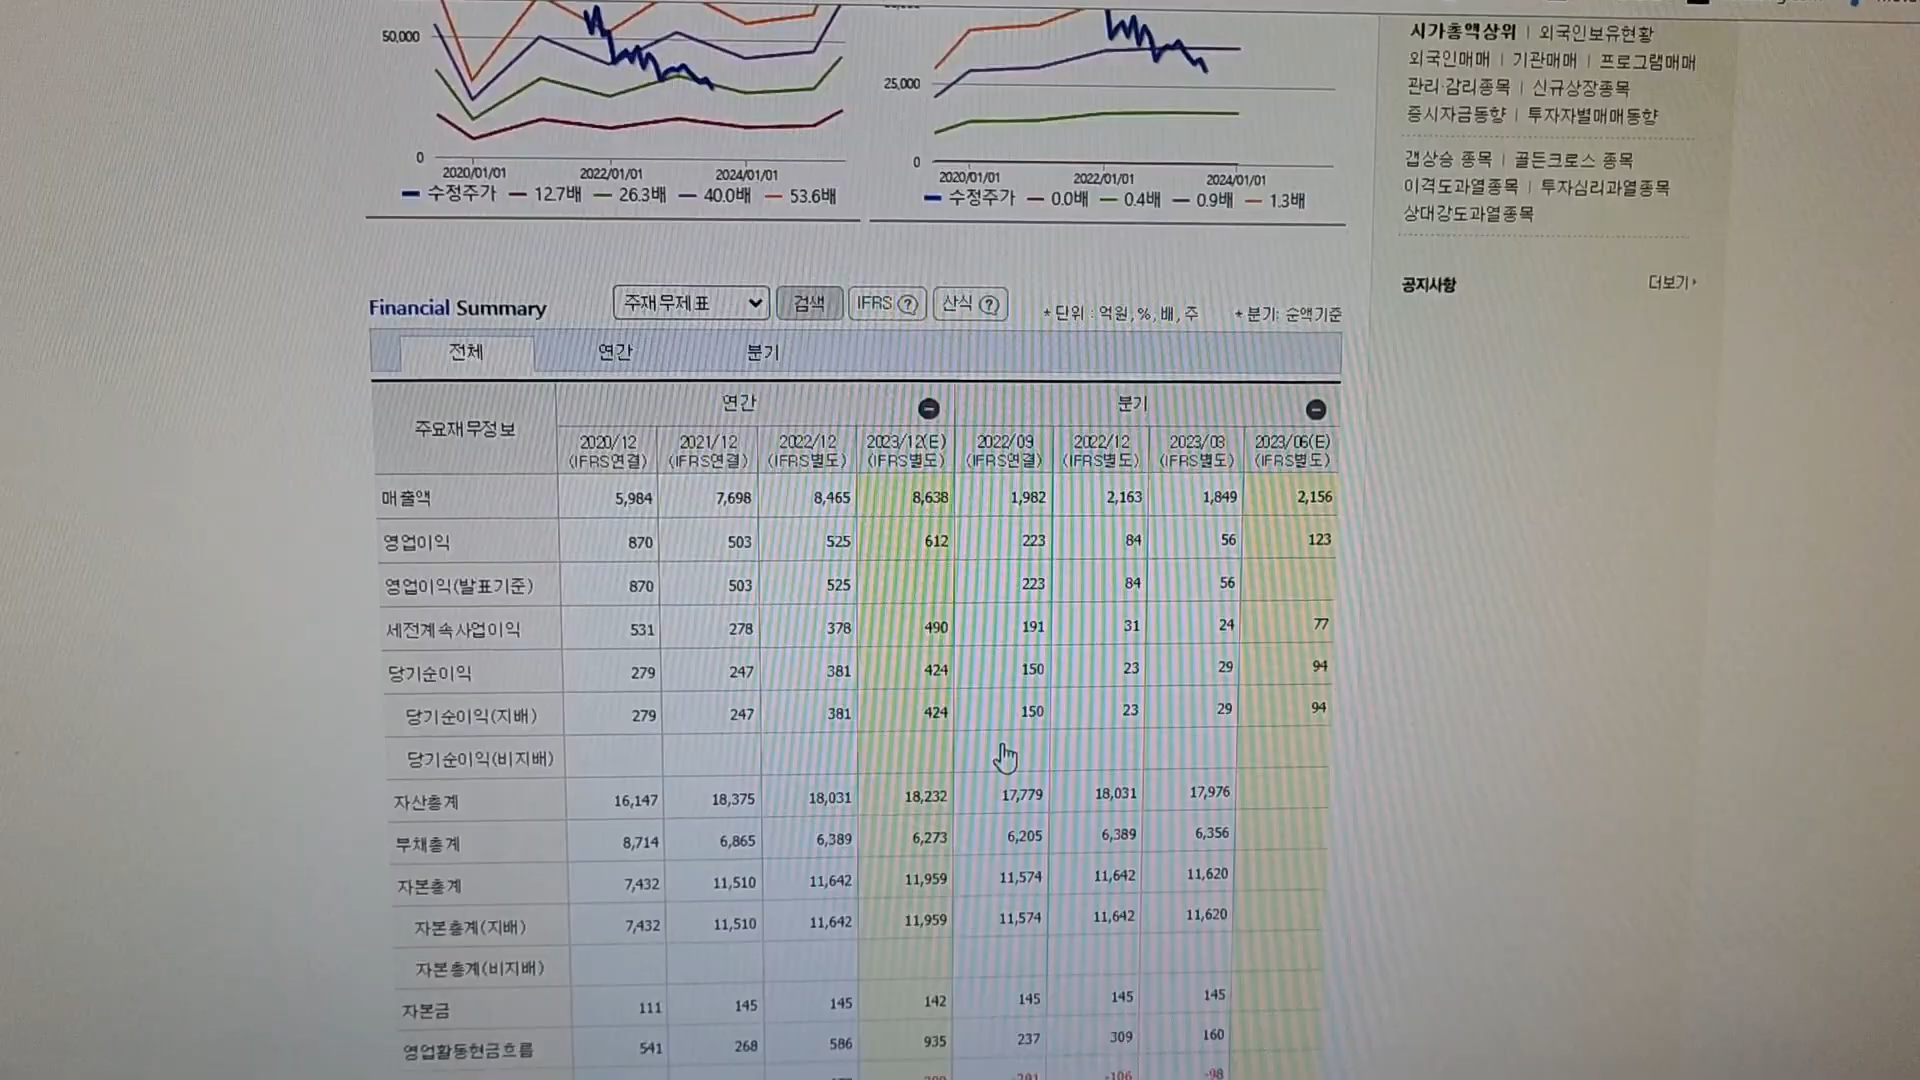 50,000
0
2020/01/01 2022/01/01 2024/01/01
수정주가 12.7배 26.3배 40.0배 53.6배
25,000
0
2020/01/01 2022/01/01 2024/01/01
수정주가 0.0배 0.4배 0.9배 1.3배
시가총액상위 | 외국인보유현황
외국인매매 | 기관매매 | 프로그램매매
관리·감리종목 | 신규상장종목
증시자금동향 | 투자자별매매동향
갭상승 종목 | 골든크로스 종목
이격도과열종목 | 투자심리과열종목
상대강도과열종목
공지사항 더보기
Financial Summary 주재무제표 검색 IFRS ? 산식 ? * 단위 : 억원, %, 배, 주 * 분기: 순액기준
전체 연간 분기
주요재무정보 연간 분기
2020/12 2021/12 2022/12 2023/12(E) 2022/09 2022/12 2023/03 2023/06(E)
(IFRS연결) (IFRS연결) (IFRS별도) (IFRS별도) (IFRS연결) (IFRS별도) (IFRS별도) (IFRS별도)
매출액 5,984 7,698 8,465 8,638 1,982 2,163 1,849 2,156
영업이익 870 503 525 612 223 84 56 123
영업이익(발표기준) 870 503 525 223 84 56
세전계속사업이익 531 278 378 490 191 31 24 77
당기순이익 279 247 381 424 150 23 29 94
당기순이익(지배) 279 247 381 424 150 23 29 94
당기순이익(비지배)
자산총계 16,147 18,375 18,031 18,232 17,779 18,031 17,976
부채총계 8,714 6,865 6,389 6,273 6,205 6,389 6,356
자본총계 7,432 11,510 11,642 11,959 11,574 11,642 11,620
자본총계(지배) 7,432 11,510 11,642 11,959 11,574 11,642 11,620
자본총계(비지배)
자본금 111 145 145 142 145 145 145
영업활동현금흐름 541 268 586 935 237 309 160
-106 -98